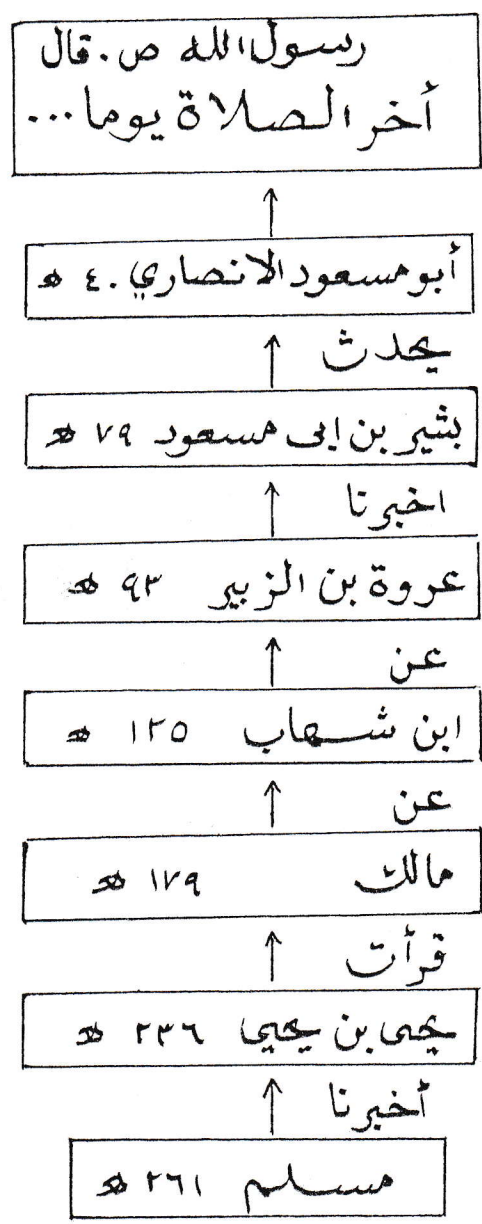 رسول الله ص. قال
أخر الصلاة يوما...
أبو مسعود الانصاري ٤٠ هـ
يحدث
بشير بن ابى مسعود ٧٩ هـ
اخبرنا
عروة بن الزبير ٩٣ هـ
عن
ابن شهاب ١٢٥ هـ
عن
مالك ١٧٩ هـ
قرأت
يحيى بن يحيى ٢٣٦ هـ
أخبرنا
مسلم ٢٦١ هـ